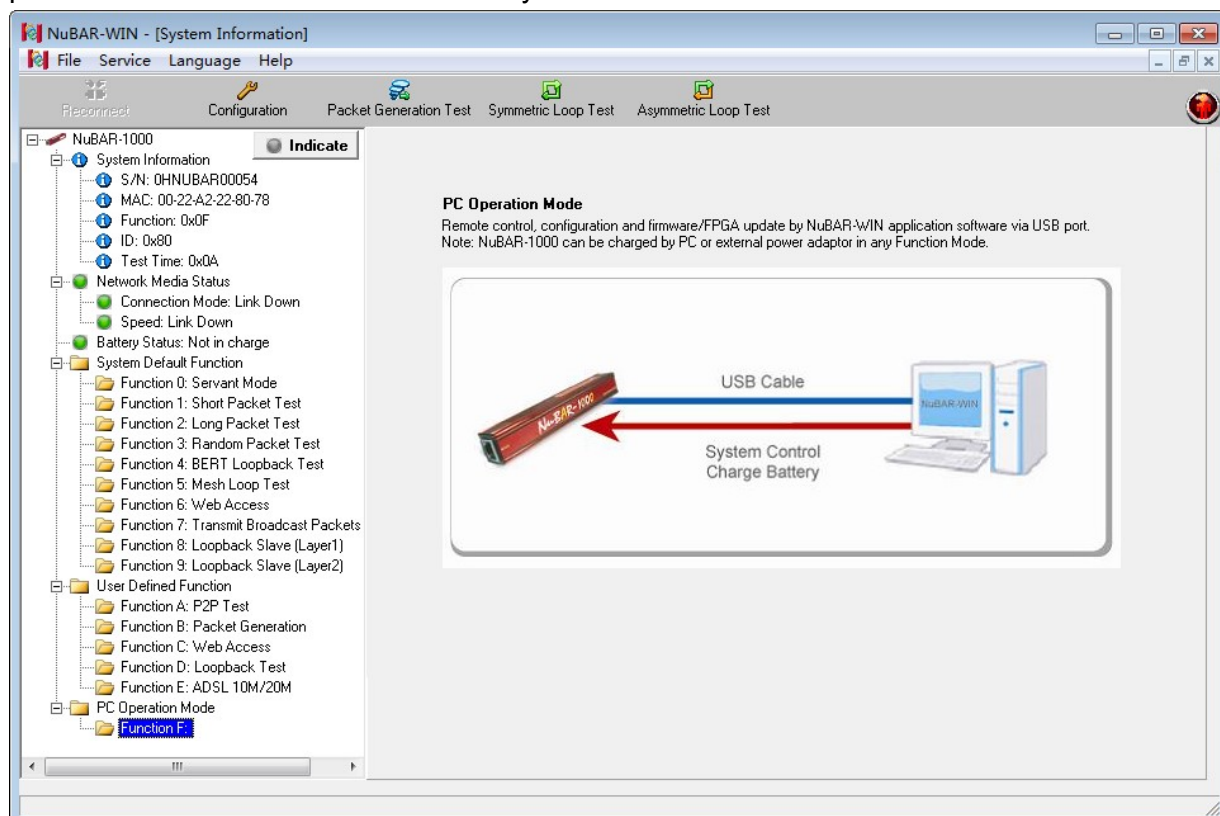 NuBAR-WIN - [System Information]
File Service Language Help
Reconnect Configuration Packet Generation Test Symmetric Loop Test Asymmetric Loop Test
NuBAR-1000
Indicate
System Information
S/N: 0HNUBAR00054
MAC: 00-22-A2-22-80-78
Function: 0x0F
ID: 0x80
Test Time: 0x0A
Network Media Status
Connection Mode: Link Down
Speed: Link Down
Battery Status: Not in charge
System Default Function
Function 0: Servant Mode
Function 1: Short Packet Test
Function 2: Long Packet Test
Function 3: Random Packet Test
Function 4: BERT Loopback Test
Function 5: Mesh Loop Test
Function 6: Web Access
Function 7: Transmit Broadcast Packets
Function 8: Loopback Slave (Layer1)
Function 9: Loopback Slave (Layer2)
User Defined Function
Function A: P2P Test
Function B: Packet Generation
Function C: Web Access
Function D: Loopback Test
Function E: ADSL 10M/20M
PC Operation Mode
Function F:
PC Operation Mode
Remote control, configuration and firmware/FPGA update by NuBAR-WIN application software via USB port.
Note: NuBAR-1000 can be charged by PC or external power adaptor in any Function Mode.
NuBAR-1000
USB Cable
NuBAR-WIN
System Control
Charge Battery